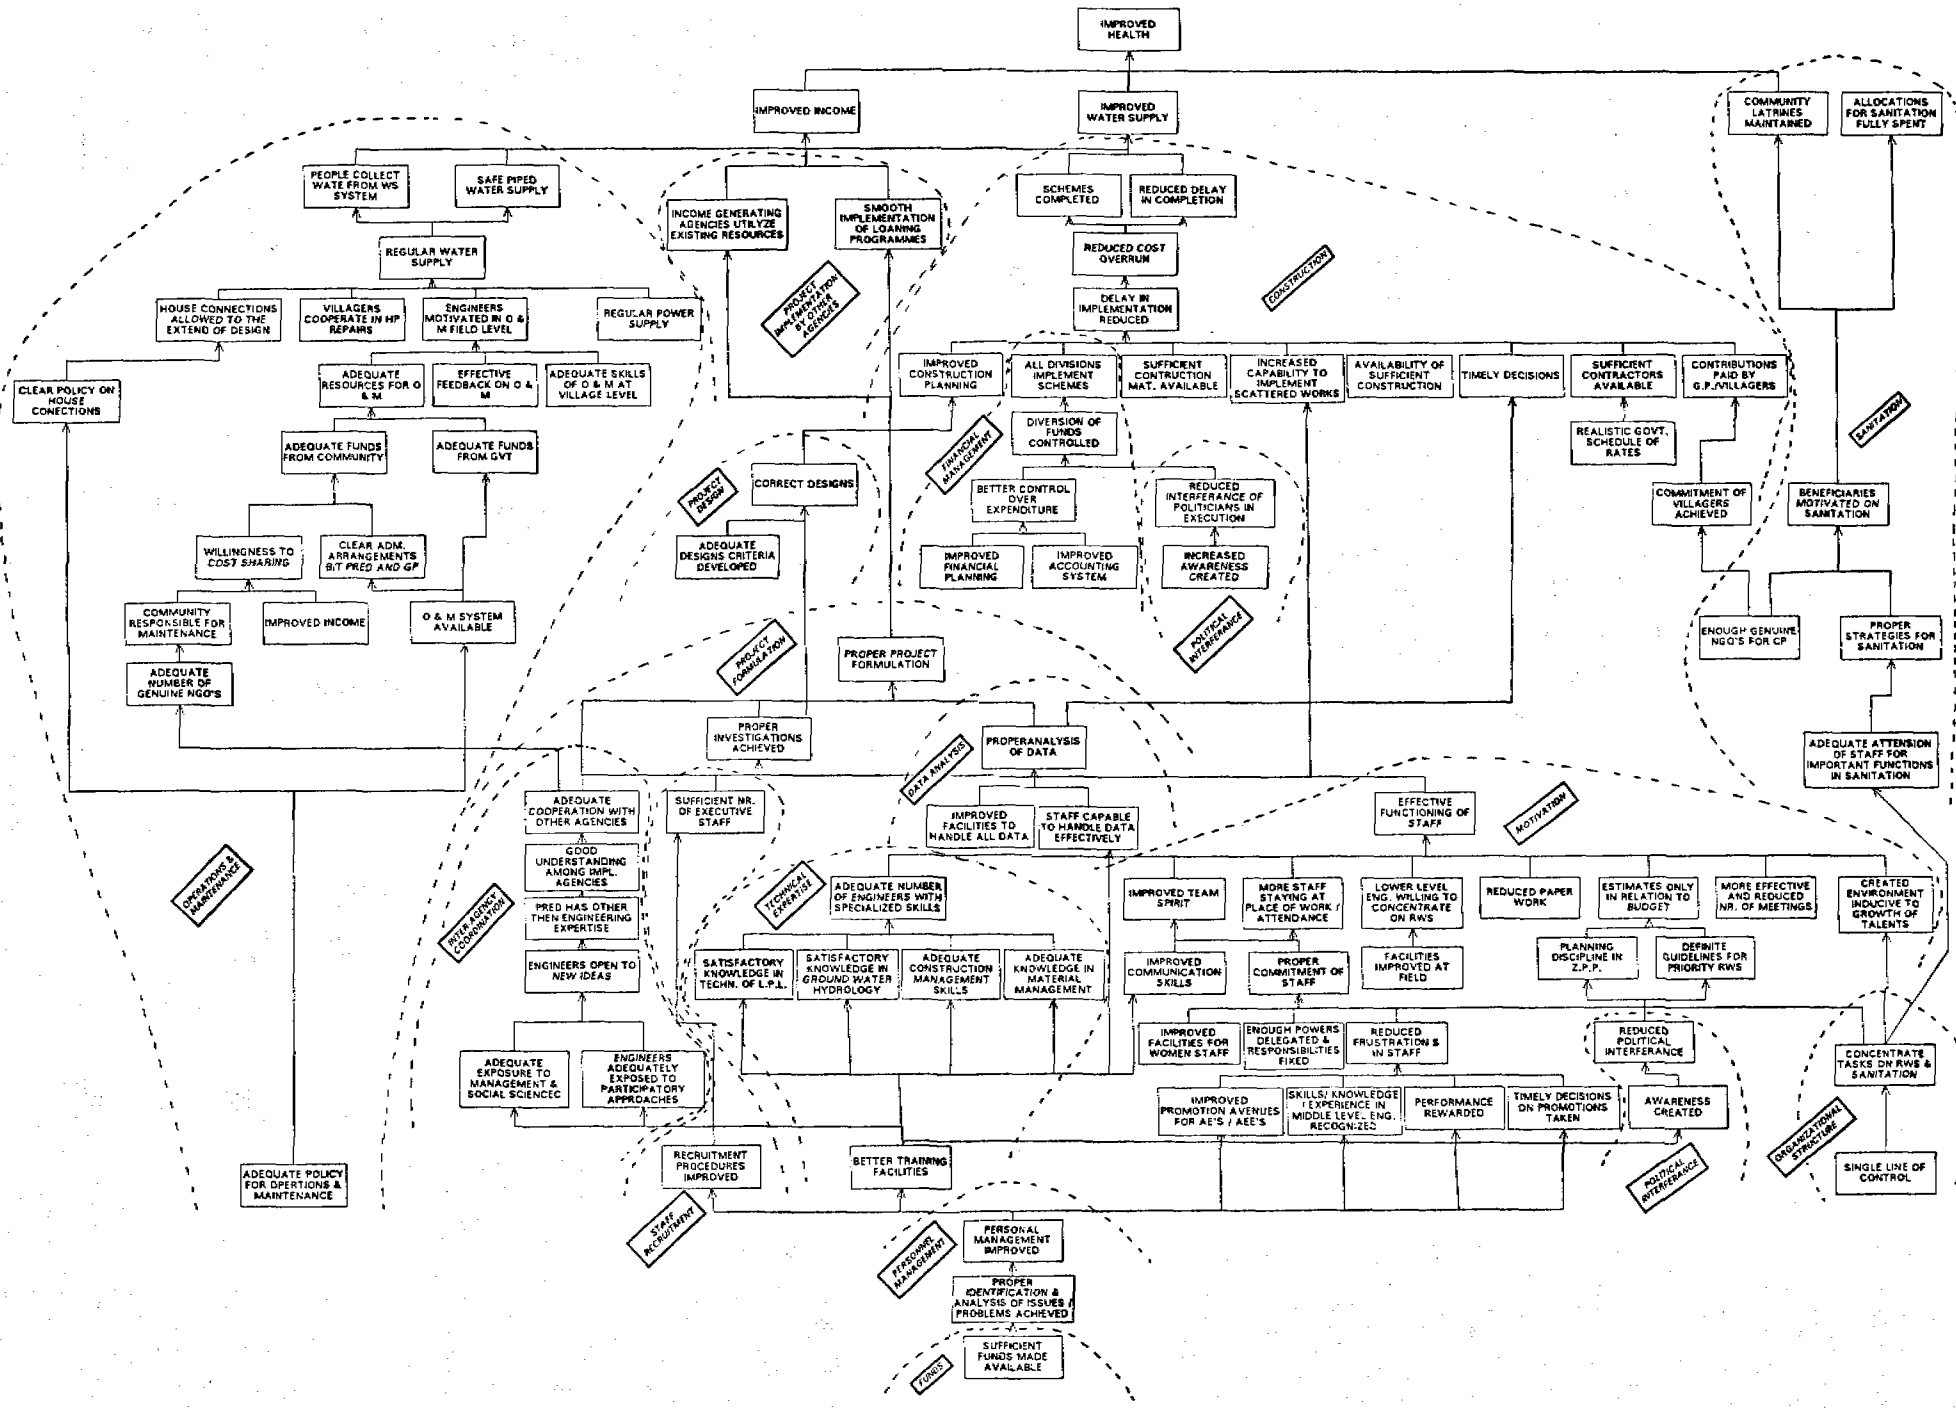 IMPROVED
HEALTH
IMPROVED INCOME
IMPROVED
WATER SUPPLY
COMMUNITY
LATRINES
MAINTAINED
ALLOCATIONS
FOR SANITATION
FULLY SPENT
PEOPLE COLLECT
WATE FROM WS
SYSTEM
SAFE PIPED
WATER SUPPLY
INCOME GENERATING
AGENCIES UTILYZE
EXISTING RESOURCES
SMOOTH
IMPLEMENTATION
OF LOANING
PROGRAMMES
SCHEMES
COMPLETED
REDUCED DELAY
IN COMPLETION
REGULAR WATER
SUPPLY
REDUCED COST
OVERRUN
PROJECT
IMPLEMENTATION
BY OTHER
AGENCIES
CONSTRUCTION
HOUSE CONNECTIONS
ALLOWED TO THE
EXTEND OF DESIGN
VILLAGERS
COOPERATE IN HP
REPAIRS
ENGINEERS
MOTIVATED IN O &
M FIELD LEVEL
REGULAR POWER
SUPPLY
DELAY IN
IMPLEMENTATION
REDUCED
CLEAR POLICY ON
HOUSE
CONECTIONS
ADEQUATE
RESOURCES FOR O
& M
EFFECTIVE
FEEDBACK ON O &
M
ADEQUATE SKILLS
OF O & M AT
VILLAGE LEVEL
IMPROVED
CONSTRUCTION
PLANNING
ALL DIVISIONS
IMPLEMENT
SCHEMES
SUFFICIENT
CONSTRUCTION
MAT. AVAILABLE
INCREASED
CAPABILITY TO
IMPLEMENT
SCATTERED WORKS
AVAILABILITY OF
SUFFICIENT
CONSTRUCTION
TIMELY DECISIONS
SUFFICIENT
CONTRACTORS
AVAILABLE
CONTRIBUTIONS
PAID BY
G.P./VILLAGERS
ADEQUATE FUNDS
FROM COMMUNITY
ADEQUATE FUNDS
FROM GVT
FINANCIAL
MANAGEMENT
DIVERSION OF
FUNDS
CONTROLLED
REALISTIC GOVT.
SCHEDULE OF
RATES
SANITATION
PROJECT
DESIGN
CORRECT DESIGNS
BETTER CONTROL
OVER
EXPENDITURE
REDUCED
INTERFERANCE OF
POLITICIANS IN
EXECUTION
COMMITMENT OF
VILLAGERS
ACHIEVED
BENEFICIARIES
MOTIVATED ON
SANITATION
WILLINGNESS TO
COST SHARING
CLEAR ADM.
ARRANGEMENTS
BIT PRED AND GP
ADEQUATE
DESIGNS CRITERIA
DEVELOPED
IMPROVED
FINANCIAL
PLANNING
IMPROVED
ACCOUNTING
SYSTEM
INCREASED
AWARENESS
CREATED
COMMUNITY
RESPONSIBLE FOR
MAINTENANCE
IMPROVED INCOME
O & M SYSTEM
AVAILABLE
PROJECT
FORMULATION
PROPER PROJECT
FORMULATION
POLITICAL
INTERFERANCE
ENOUGH GENUINE
NGO'S FOR CP
PROPER
STRATEGIES FOR
SANITATION
ADEQUATE
NUMBER OF
GENUINE NGO'S
PROPER
INVESTIGATIONS
ACHIEVED
DATA ANALYSIS
PROPERANALYSIS
OF DATA
ADEQUATE ATTENSION
OF STAFF FOR
IMPORTANT FUNCTIONS
IN SANITATION
ADEQUATE
COOPERATION WITH
OTHER AGENCIES
SUFFICIENT NR.
OF EXECUTIVE
STAFF
IMPROVED
FACILITIES TO
HANDLE ALL DATA
STAFF CAPABLE
TO HANDLE DATA
EFFECTIVELY
EFFECTIVE
FUNCTIONING OF
STAFF
MOTIVATION
OPERATIONS &
MAINTENANCE
INTER AGENCY
COORDINATION
GOOD
UNDERSTANDING
AMONG IMPL.
AGENCIES
TECHNICAL
EXPERTISE
ADEQUATE NUMBER
OF ENGINEERS WITH
SPECIALIZED SKILLS
IMPROVED TEAM
SPIRIT
MORE STAFF
STAYING AT
PLACE OF WORK /
ATTENDANCE
LOWER LEVEL
ENG. WILLING TO
CONCENTRATE
ON RWS
REDUCED PAPER
WORK
ESTIMATES ONLY
IN RELATION TO
BUDGET
MORE EFFECTIVE
AND REDUCED
NR. OF MEETINGS
CREATED
ENVIRONMENT
INDUCIVE TO
GROWTH OF
TALENTS
PRED HAS OTHER
THEN ENGINEERING
EXPERTISE
ENGINEERS OPEN TO
NEW IDEAS
SATISFACTORY
KNOWLEDGE IN
TECHN. OF L.P.L.
SATISFACTORY
KNOWLEDGE IN
GROUND WATER
HYDROLOGY
ADEQUATE
CONSTRUCTION
MANAGEMENT
SKILLS
ADEQUATE
KNOWLEDGE IN
MATERIAL
MANAGEMENT
IMPROVED
COMMUNICATION
SKILLS
PROPER
COMMITMENT OF
STAFF
FACILITIES
IMPROVED AT
FIELD
PLANNING
DISCIPLINE IN
Z.P.P.
DEFINITE
GUIDELINES FOR
PRIORITY RWS
ADEQUATE
EXPOSURE TO
MANAGEMENT &
SOCIAL SCIENCEC
ENGINEERS
ADEQUATELY
EXPOSED TO
PARTICIPATORY
APPROACHES
IMPROVED
FACILITIES FOR
WOMEN STAFF
ENOUGH POWERS
DELEGATED &
RESPONSIBILITIES
FIXED
REDUCED
FRUSTRATION S
IN STAFF
REDUCED
POLITICAL
INTERFERANCE
CONCENTRATE
TASKS ON RWS &
SANITATION
IMPROVED
PROMOTION AVENUES
FOR AE'S / AEE'S
SKILLS/ KNOWLEDGE
/ EXPERIENCE IN
MIDDLE LEVEL ENG.
RECOGNIZED
PERFORMANCE
REWARDED
TIMELY DECISIONS
ON PROMOTIONS
TAKEN
AWARENESS
CREATED
ORGANIZATIONAL
STRUCTURE
ADEQUATE POLICY
FOR OPERTIONS &
MAINTENANCE
RECRUITMENT
PROCEDURES
IMPROVED
BETTER TRAINING
FACILITIES
POLITICAL
INTERFERANCE
SINGLE LINE OF
CONTROL
STAFF
RECRUITMENT
PERSONNEL
MANAGEMENT
PERSONAL
MANAGEMENT
IMPROVED
PROPER
IDENTIFICATION &
ANALYSIS OF ISSUES /
PROBLEMS ACHIEVED
FUNDS
SUFFICIENT
FUNDS MADE
AVAILABLE